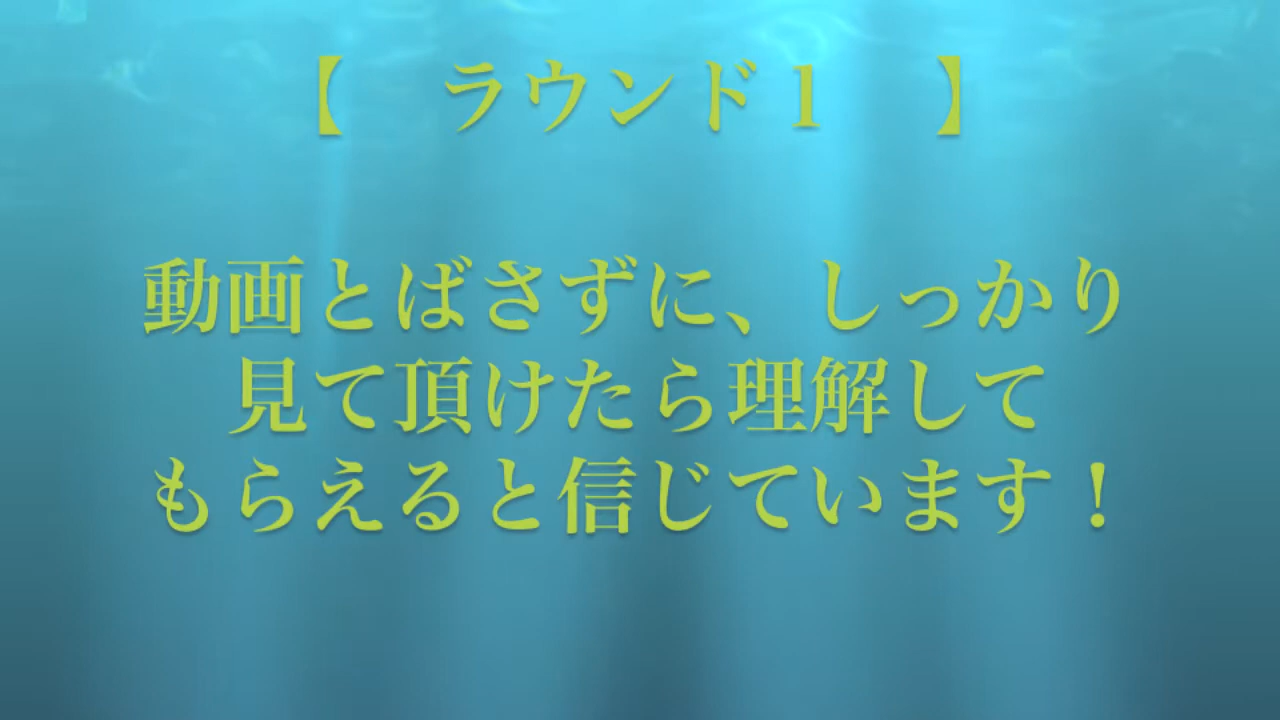 【　ラウンド１　】
動画とばさずに、しっかり
見て頂けたら理解して
もらえると信じています！